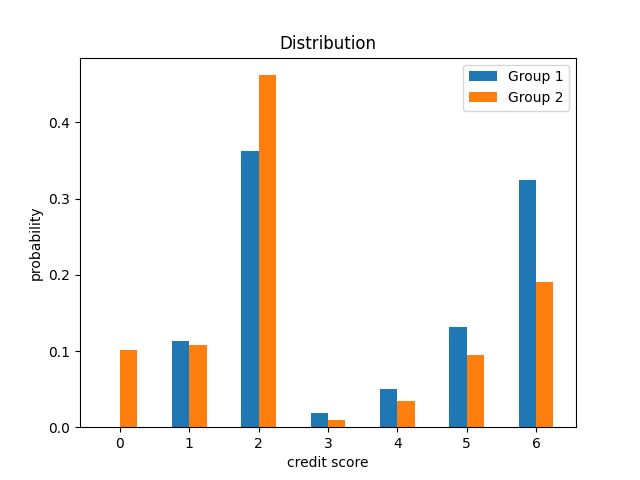 Distribution
Group 1
Group 2
probability
0.4
0.3
0.2
0.1
0.0
0 1 2 3 4 5 6
credit score